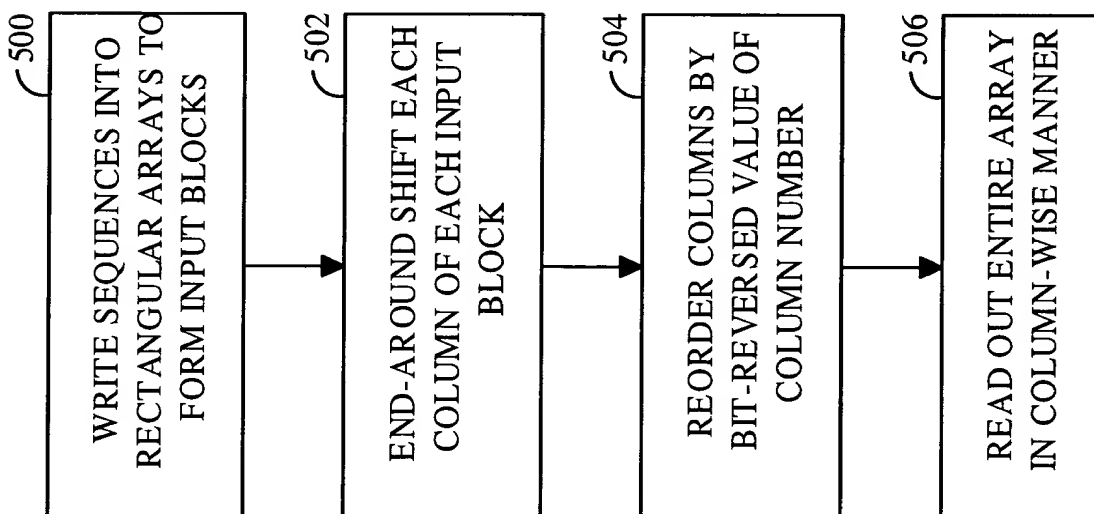 500
WRITE SEQUENCES INTO
RECTANGULAR ARRAYS TO
FORM INPUT BLOCKS
502
END-AROUND SHIFT EACH
COLUMN OF EACH INPUT
BLOCK
504
REORDER COLUMNS BY
BIT-REVERSED VALUE OF
COLUMN NUMBER
506
READ OUT ENTIRE ARRAY
IN COLUMN-WISE MANNER